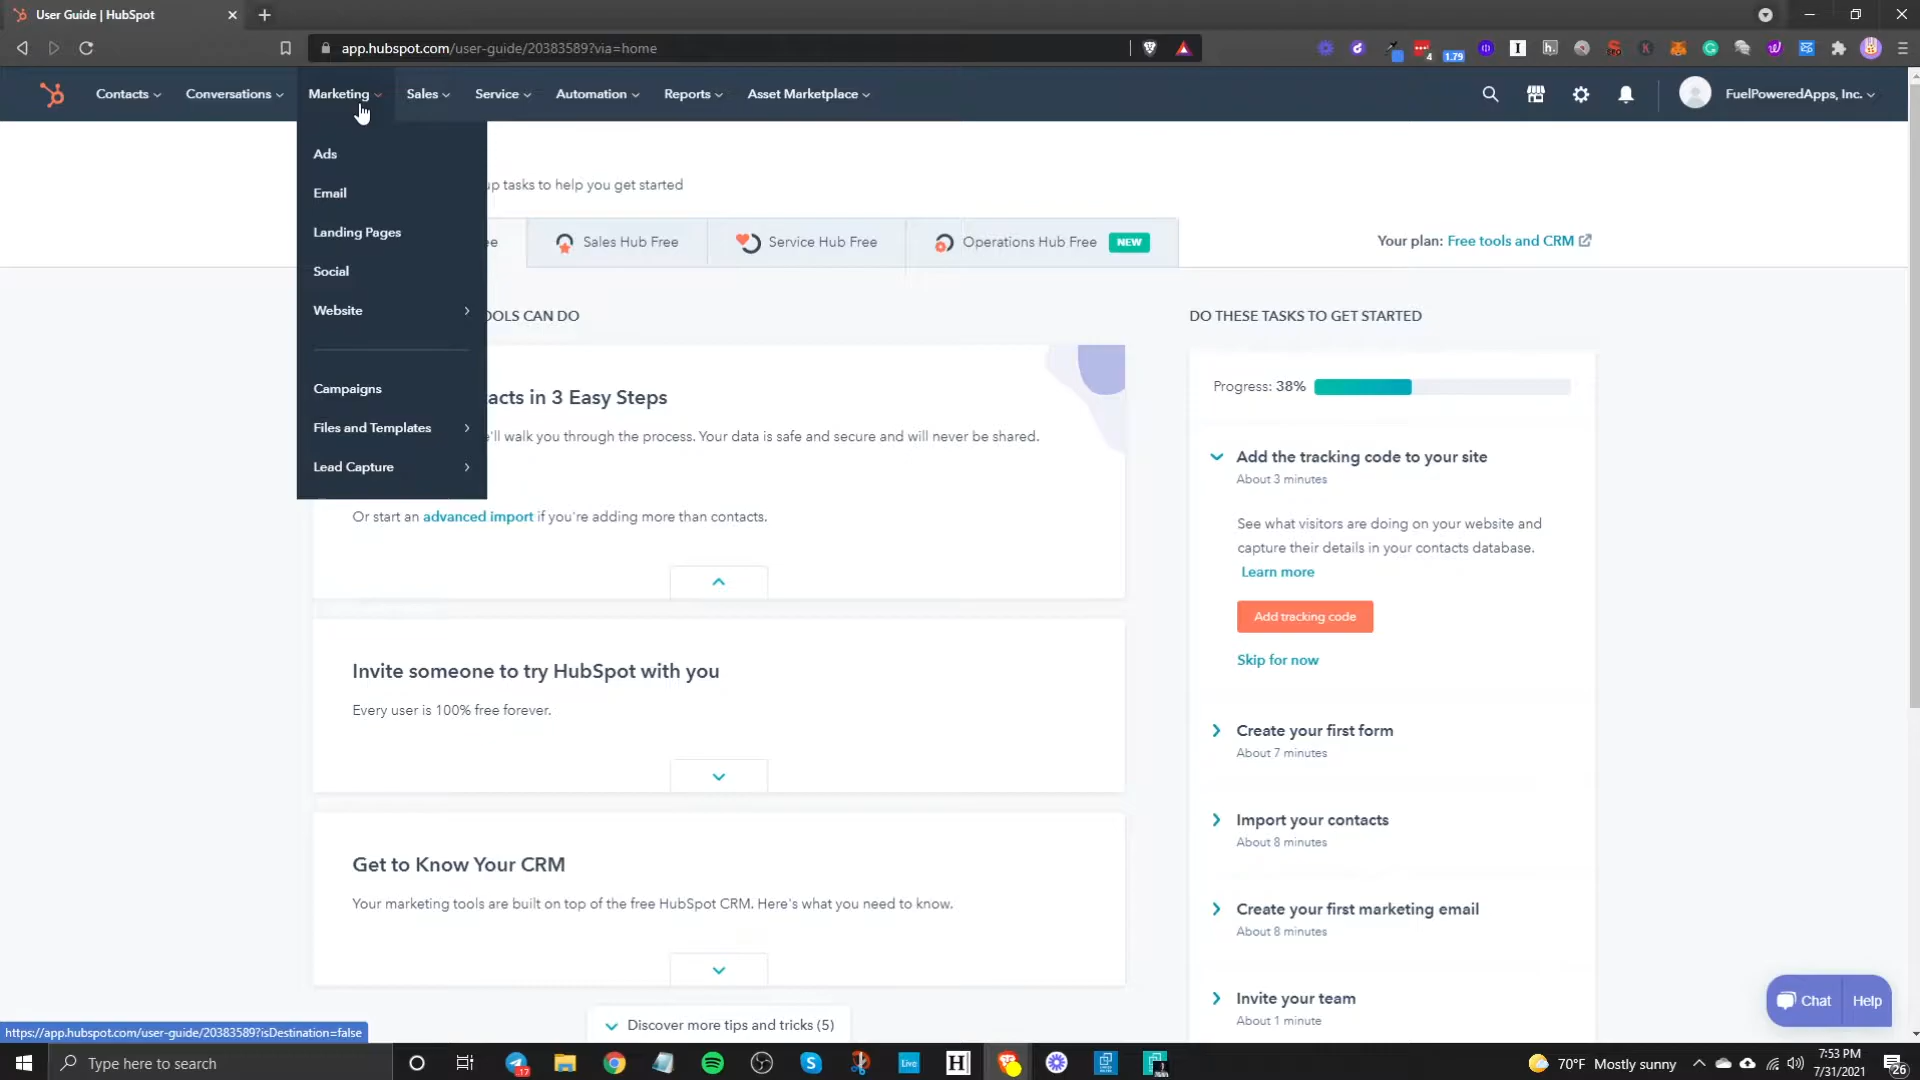 User Guide | HubSpot
app.hubspot.com/user-guide/20383589?via=home
4
1.79
Contacts
Conversations
Marketing
Sales
Service
Automation
Reports
Asset Marketplace
FuelPoweredApps, Inc.
Ads
Email
Landing Pages
Social
Website
Campaigns
Files and Templates
Lead Capture
up tasks to help you get started
ee
Sales Hub Free
Service Hub Free
Operations Hub Free
NEW
Your plan: Free tools and CRM
OOLS CAN DO
acts in 3 Easy Steps
e'll walk you through the process. Your data is safe and secure and will never be shared.
Or start an advanced import if you're adding more than contacts.
Invite someone to try HubSpot with you
Every user is 100% free forever.
Get to Know Your CRM
Your marketing tools are built on top of the free HubSpot CRM. Here's what you need to know.
Discover more tips and tricks (5)
DO THESE TASKS TO GET STARTED
Progress: 38%
Add the tracking code to your site
About 3 minutes
See what visitors are doing on your website and
capture their details in your contacts database.
Learn more
Add tracking code
Skip for now
Create your first form
About 7 minutes
Import your contacts
About 8 minutes
Create your first marketing email
About 8 minutes
Invite your team
About 1 minute
Chat
Help
https://app.hubspot.com/user-guide/20383589?isDestination=false
Type here to search
17
Live
H
70°F Mostly sunny
7:53 PM
7/31/2021
26